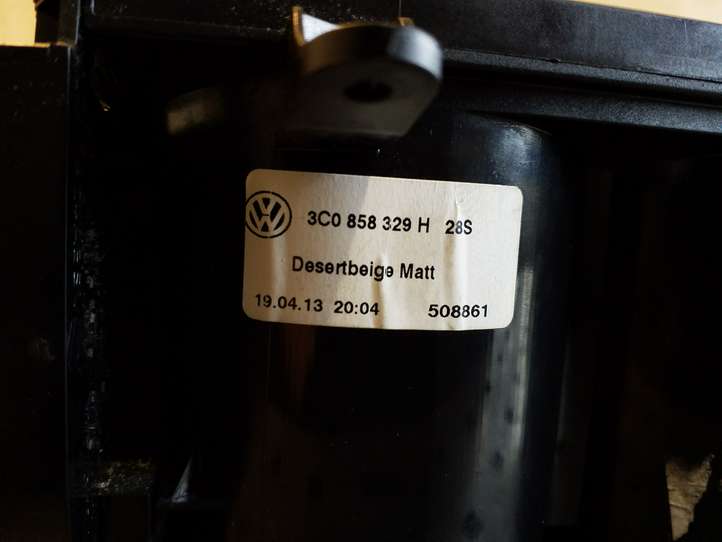 3C0 858 329 H 28S
Desertbeige Matt
19.04.13 20:04 508861